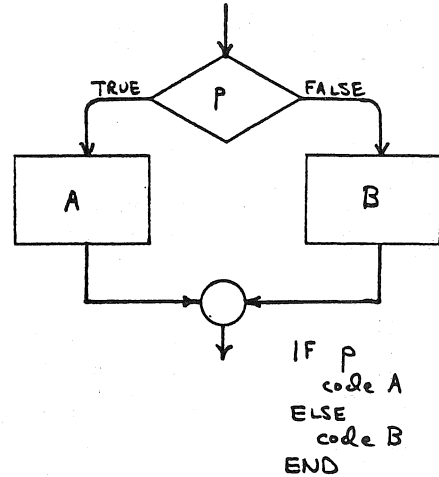 P
TRUE FALSE
A B
IF p
code A
ELSE
code B
END